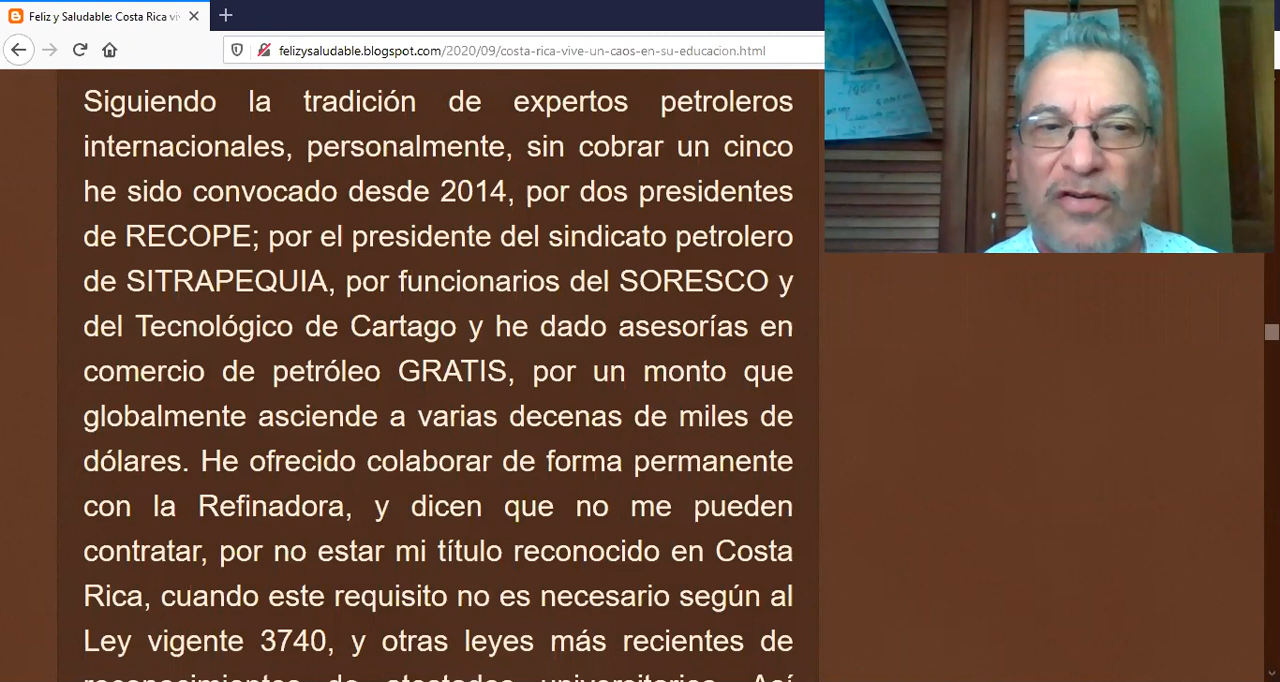 Feliz y Saludable: Costa Rica viv
felizysaludable.blogspot.com/2020/09/costa-rica-vive-un-caos-en-su-educacion.html
Siguiendo la tradición de expertos petroleros
internacionales, personalmente, sin cobrar un cinco
he sido convocado desde 2014, por dos presidentes
de RECOPE; por el presidente del sindicato petrolero
de SITRAPEQUIA, por funcionarios del SORESCO y
del Tecnológico de Cartago y he dado asesorías en
comercio de petróleo GRATIS, por un monto que
globalmente asciende a varias decenas de miles de
dólares. He ofrecido colaborar de forma permanente
con la Refinadora, y dicen que no me pueden
contratar, por no estar mi título reconocido en Costa
Rica, cuando este requisito no es necesario según al
Ley vigente 3740, y otras leyes más recientes de
reconocimientos de atestados universitarios. Así